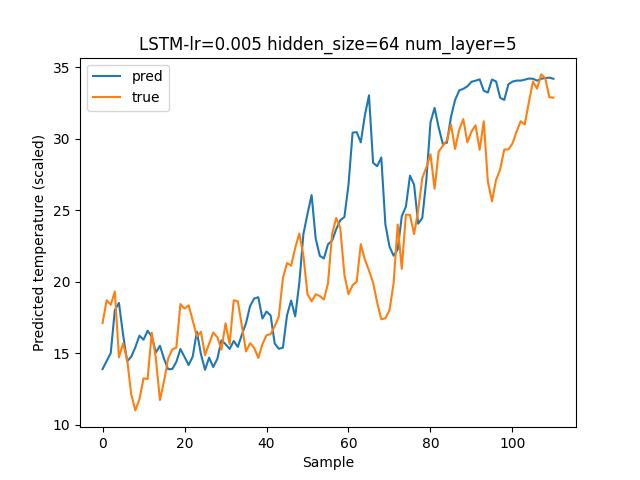 LSTM-lr=0.005 hidden_size=64 num_layer=5
pred
true
Predicted temperature (scaled)
35
30
25
20
15
10
0 20 40 60 80 100
Sample